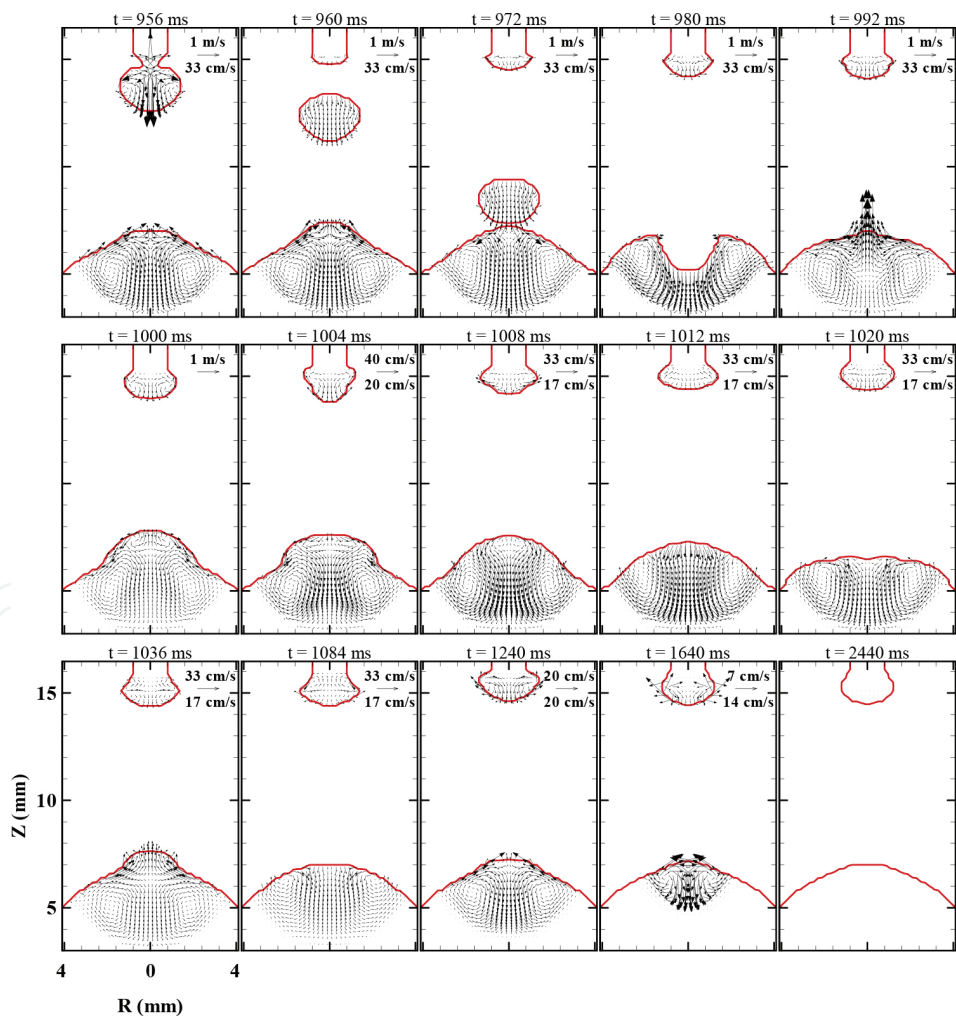 t = 956 ms t = 960 ms t = 972 ms t = 980 ms t = 992 ms
1 m/s 1 m/s 1 m/s 1 m/s 1 m/s
33 cm/s 33 cm/s 33 cm/s 33 cm/s 33 cm/s
t = 1000 ms t = 1004 ms t = 1008 ms t = 1012 ms t = 1020 ms
1 m/s 40 cm/s 33 cm/s 33 cm/s 33 cm/s
20 cm/s 17 cm/s 17 cm/s 17 cm/s
t = 1036 ms t = 1084 ms t = 1240 ms t = 1640 ms t = 2440 ms
33 cm/s 33 cm/s 20 cm/s 7 cm/s
15
17 cm/s 17 cm/s 20 cm/s 14 cm/s
Z (mm)
10
5
4 0 4
R (mm)